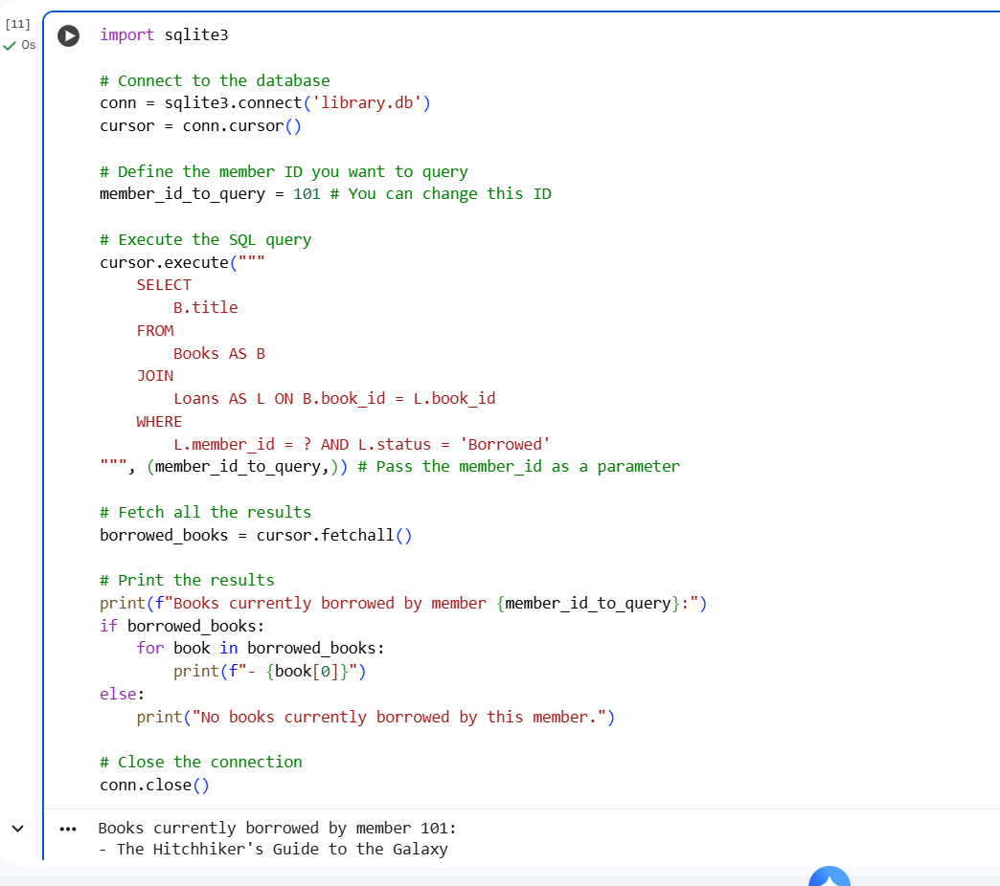 [11]
0s
import sqlite3
# Connect to the database
conn = sqlite3.connect('library.db')
cursor = conn.cursor()
# Define the member ID you want to query
member_id_to_query = 101 # You can change this ID
# Execute the SQL query
cursor.execute("""
    SELECT
        B.title
    FROM
        Books AS B
    JOIN
        Loans AS L ON B.book_id = L.book_id
    WHERE
        L.member_id = ? AND L.status = 'Borrowed'
""", (member_id_to_query,)) # Pass the member_id as a parameter
# Fetch all the results
borrowed_books = cursor.fetchall()
# Print the results
print(f"Books currently borrowed by member {member_id_to_query}:")
if borrowed_books:
    for book in borrowed_books:
        print(f"- {book[0]}")
else:
    print("No books currently borrowed by this member.")
# Close the connection
conn.close()
Books currently borrowed by member 101:
- The Hitchhiker's Guide to the Galaxy